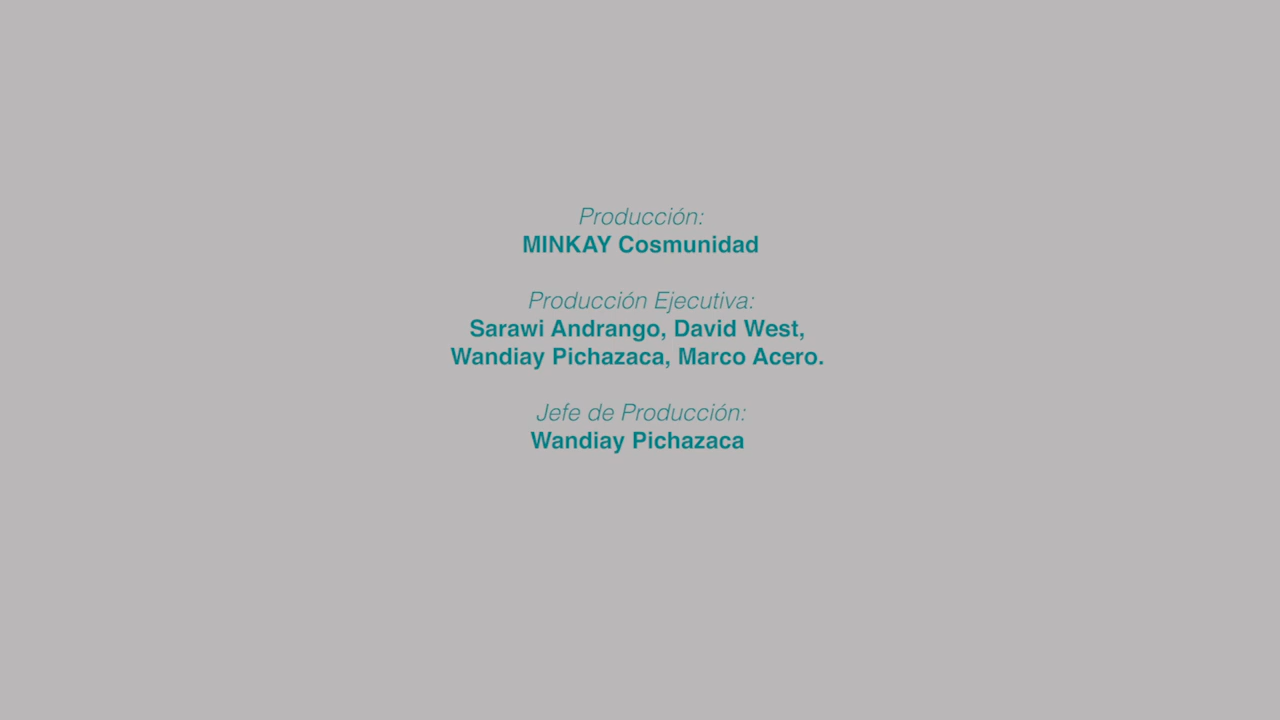 Producción:
MINKAY Cosmunidad
Producción Ejecutiva:
Sarawi Andrango, David West,
Wandiay Pichazaca, Marco Acero.
Jefe de Producción:
Wandiay Pichazaca